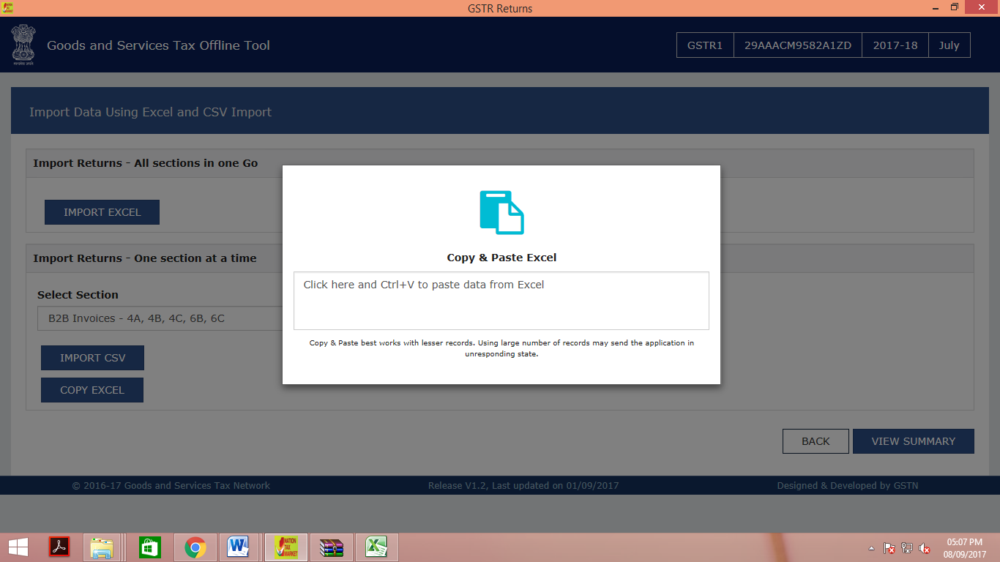 GSTR Returns
Goods and Services Tax Offline Tool
GSTR1
29AAACM9582A1ZD
2017-18
July
Import Data Using Excel and CSV Import
Import Returns - All sections in one Go
IMPORT EXCEL
Import Returns - One section at a time
Select Section
B2B Invoices - 4A, 4B, 4C, 6B, 6C
IMPORT CSV
COPY EXCEL
Copy & Paste Excel
Click here and Ctrl+V to paste data from Excel
Copy & Paste best works with lesser records. Using large number of records may send the application in
unresponding state.
BACK
VIEW SUMMARY
© 2016-17 Goods and Services Tax Network
Release V1.2, Last updated on 01/09/2017
Designed & Developed by GSTN
NATION
TAX
MARKET
05:07 PM
08/09/2017